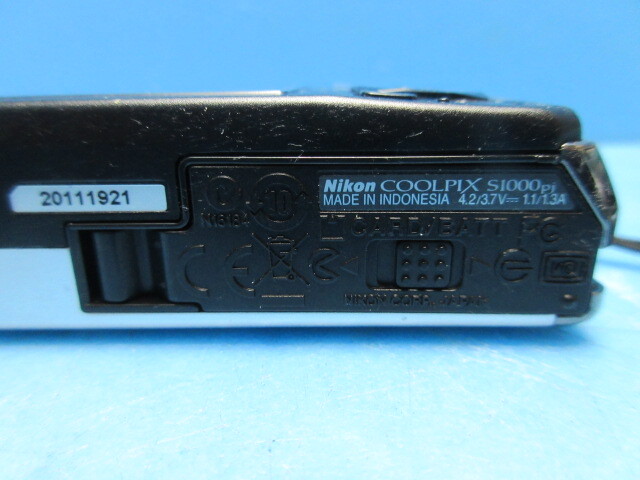 20111921
Nikon COOLPIX S1000pj
MADE IN INDONESIA 4.2/3.7V⎓1.1/1.3A
N18184
CARD/BATT.
NIKON CORP. JAPAN